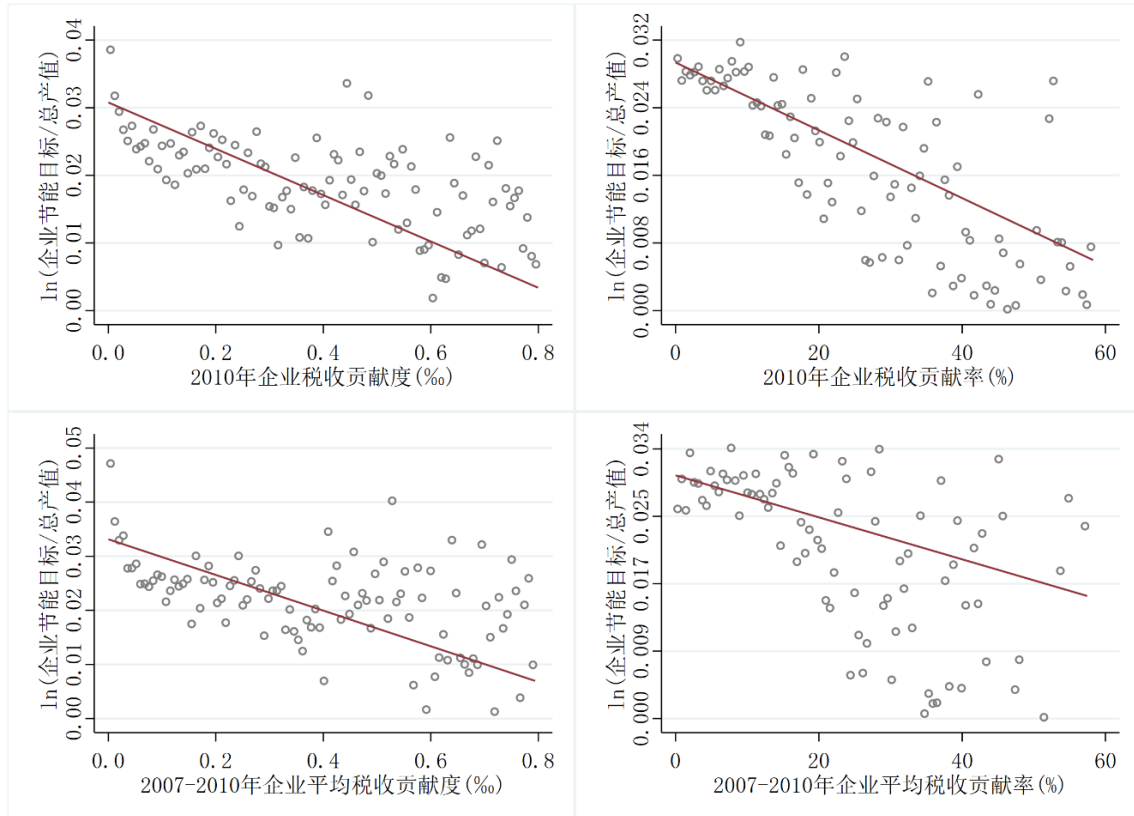 ln(企业节能目标/总产值)
0.04
0.03
0.02
0.01
0.00
0.0 0.2 0.4 0.6 0.8
2010年企业税收贡献度(‰)
ln(企业节能目标/总产值)
0.032
0.024
0.016
0.008
0.000
0 20 40 60
2010年企业税收贡献率(%)
ln(企业节能目标/总产值)
0.05
0.04
0.03
0.02
0.01
0.00
0.0 0.2 0.4 0.6 0.8
2007-2010年企业平均税收贡献度(‰)
ln(企业节能目标/总产值)
0.034
0.025
0.017
0.009
0.000
0 20 40 60
2007-2010年企业平均税收贡献率(%)